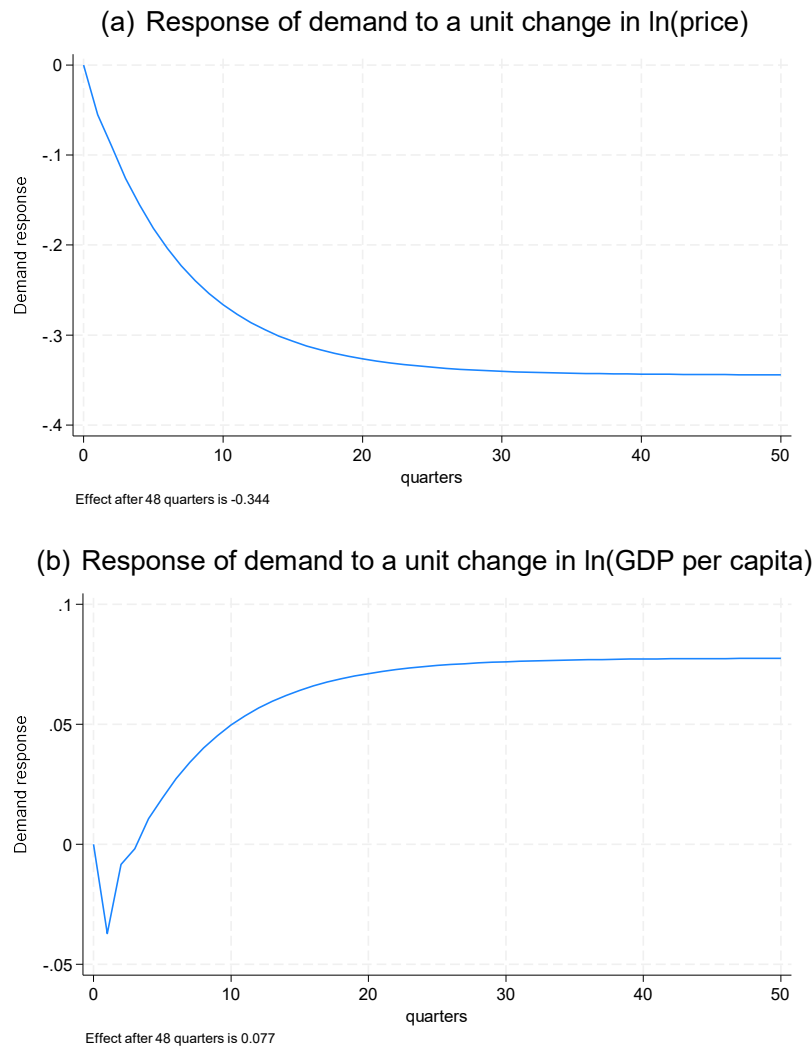 (a) Response of demand to a unit change in ln(price)
Demand response
0
-.1
-.2
-.3
-.4
0 10 20 30 40 50
quarters
Effect after 48 quarters is -0.344
(b) Response of demand to a unit change in ln(GDP per capita)
Demand response
.1
.05
0
-.05
0 10 20 30 40 50
quarters
Effect after 48 quarters is 0.077